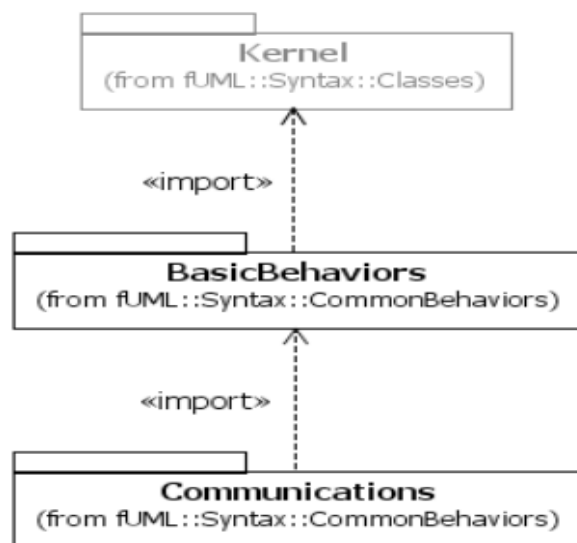 Kernel
(from fUML::Syntax::Classes)
«import»
BasicBehaviors
(from fUML::Syntax::CommonBehaviors)
«import»
Communications
(from fUML::Syntax::CommonBehaviors)